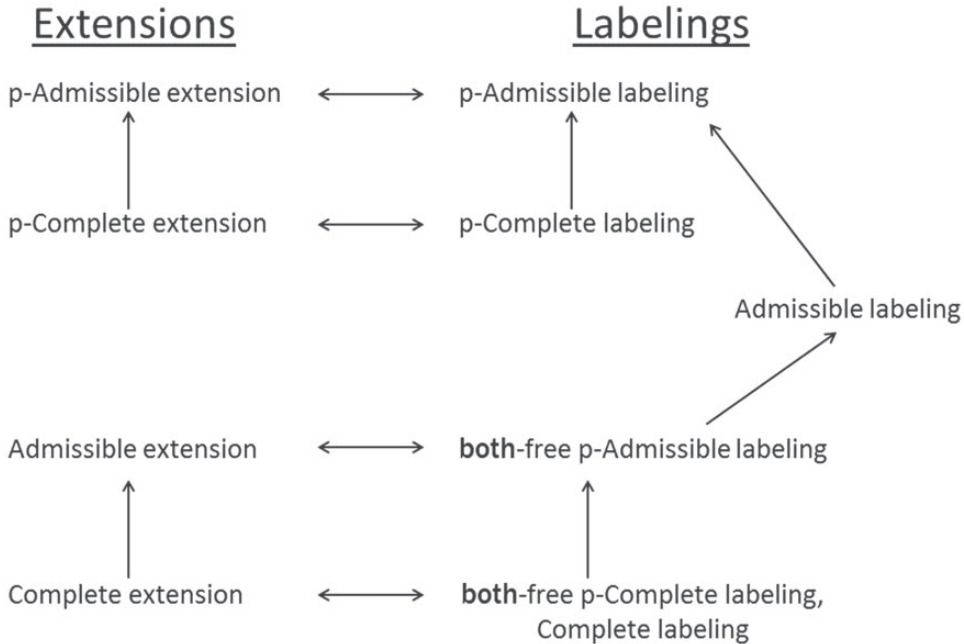 Extensions Labelings
p-Admissible extension p-Admissible labeling
p-Complete extension p-Complete labeling
Admissible labeling
Admissible extension both-free p-Admissible labeling
Complete extension both-free p-Complete labeling,
Complete labeling